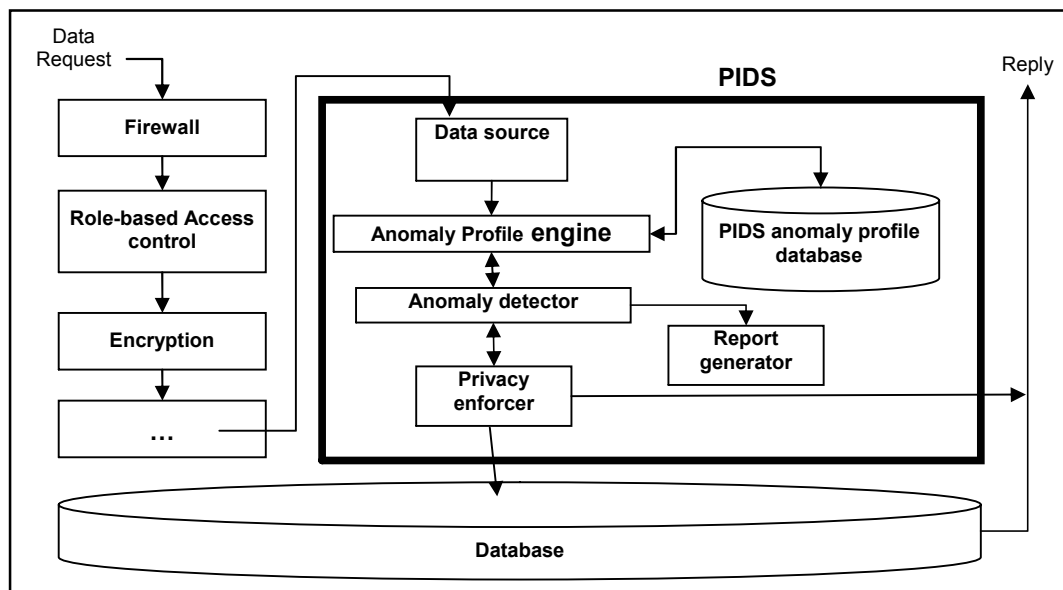 Data
Request
Firewall
Role-based Access
control
Encryption
...
PIDS
Data source
Anomaly Profile engine
PIDS anomaly profile
database
Anomaly detector
Report
generator
Privacy
enforcer
Reply
Database